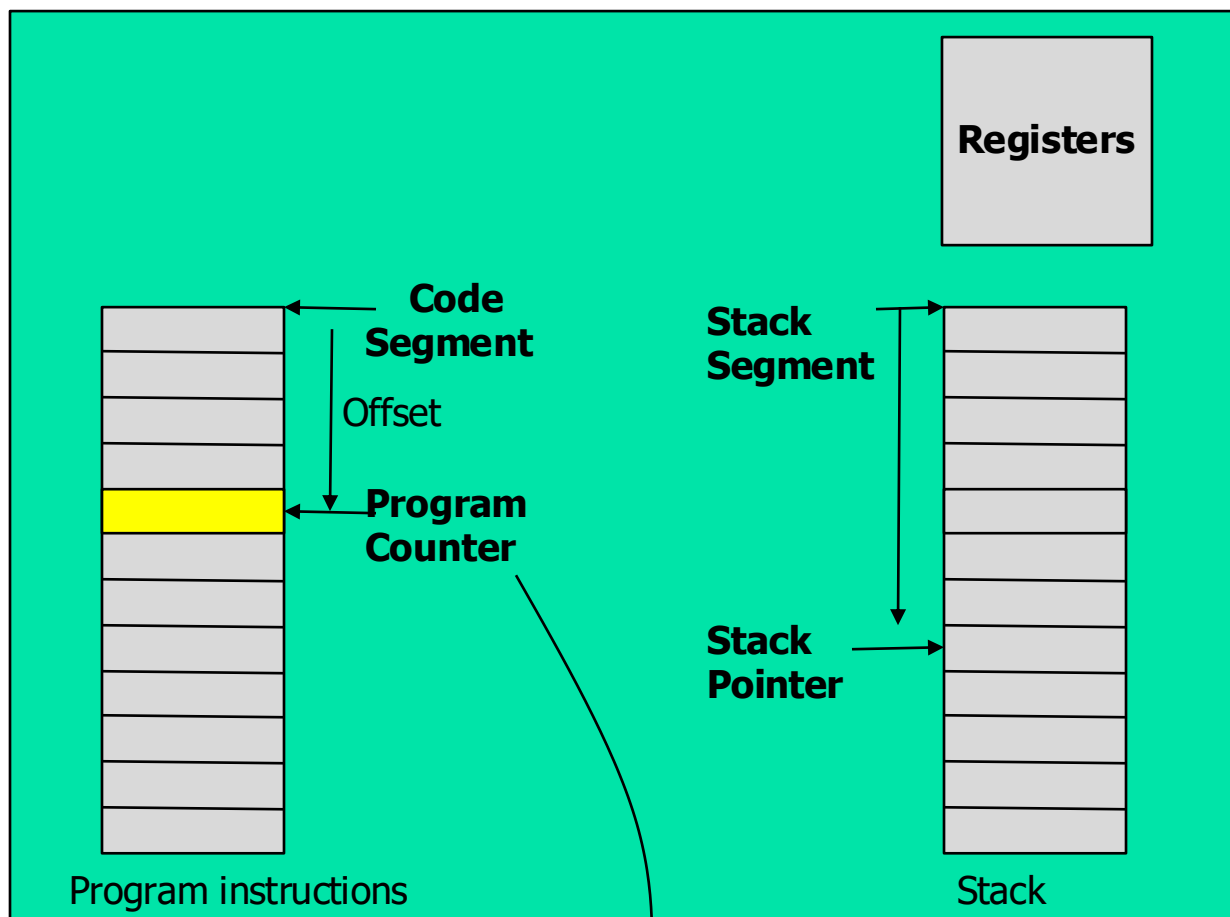 Registers
Code
Segment
Offset
Program
Counter
Stack
Segment
Stack
Pointer
Program instructions
Stack